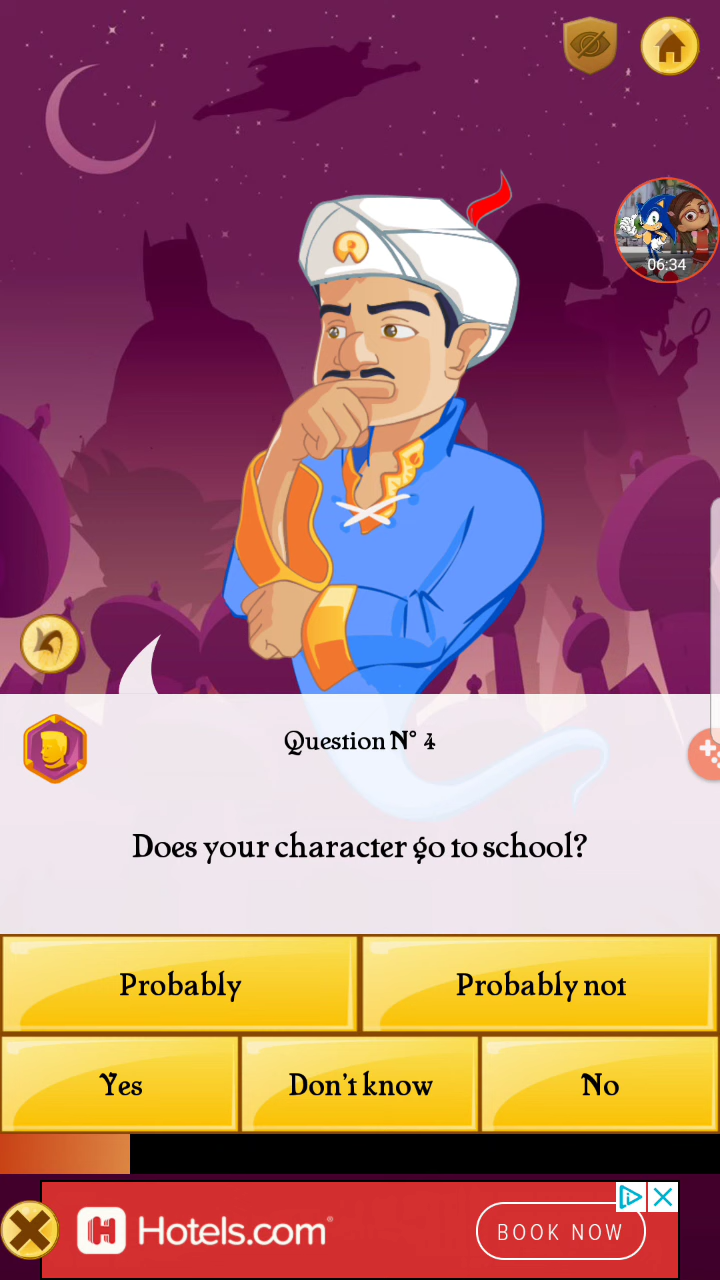 06:34
Question N° 4
Does your character go to school?
Probably
Probably not
Yes
Don't know
No
H Hotels.com®
BOOK NOW